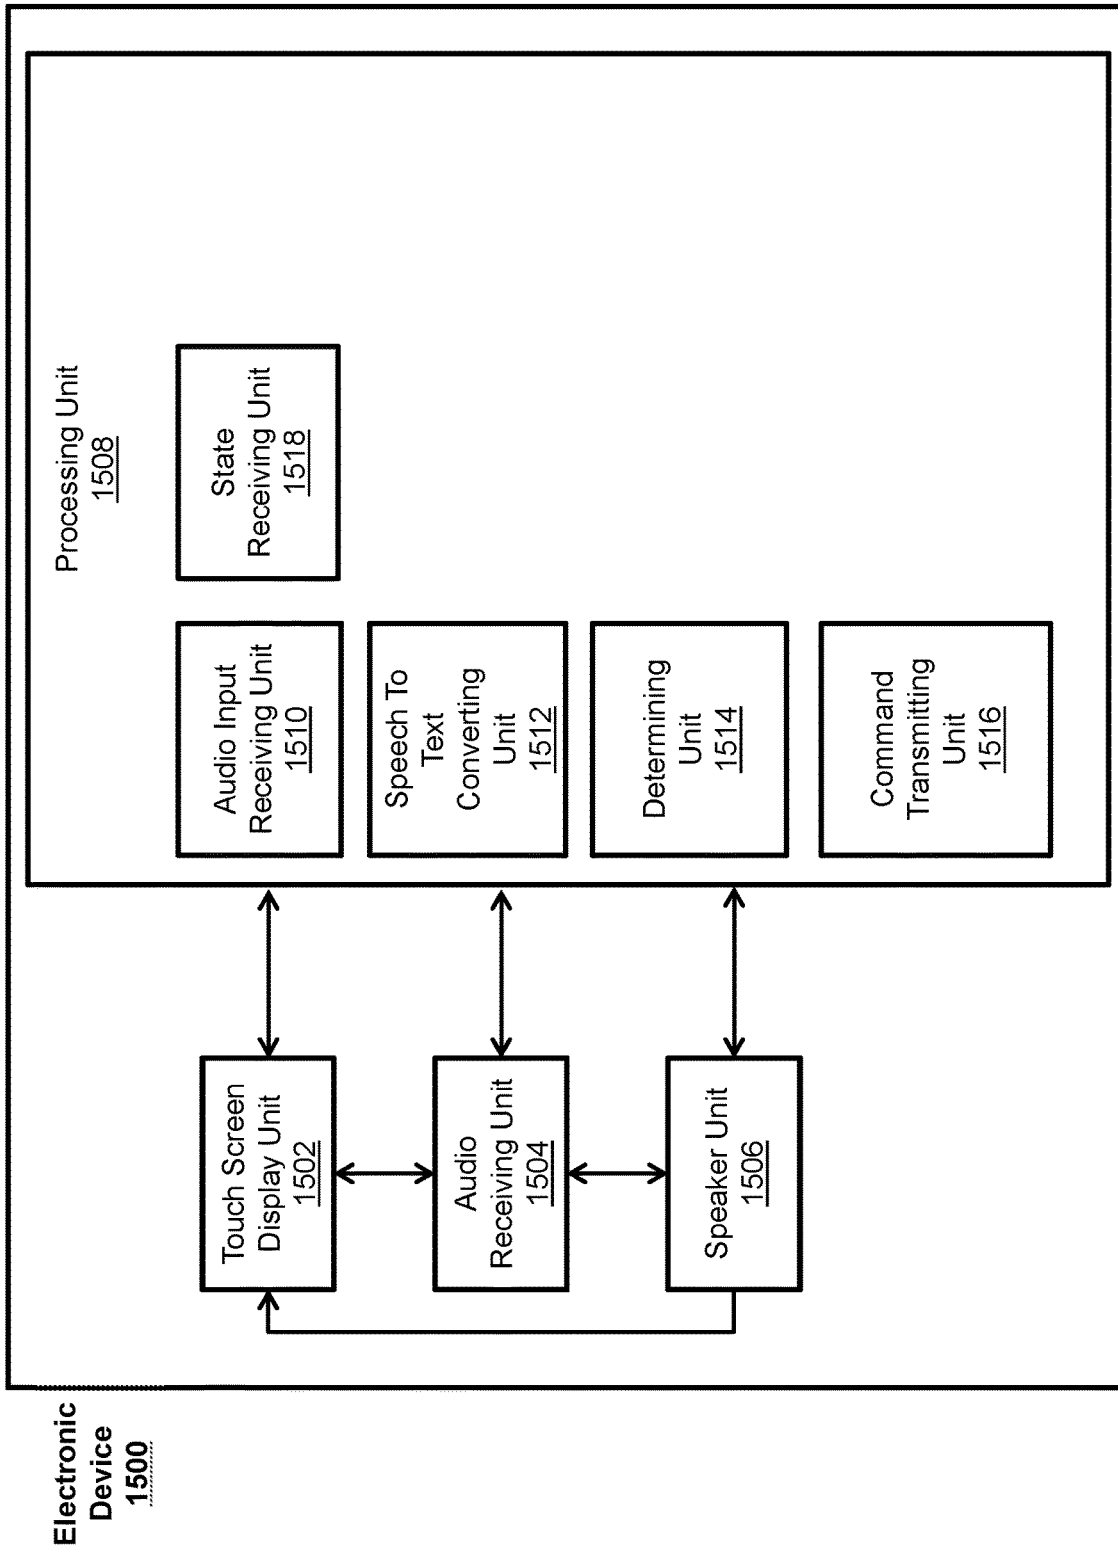 Electronic
Device
1500
Touch Screen
Display Unit
1502
Audio
Receiving Unit
1504
Speaker Unit
1506
Processing Unit
1508
Audio Input
Receiving Unit
1510
Speech To
Text
Converting
Unit
1512
Determining
Unit
1514
Command
Transmitting
Unit
1516
State
Receiving Unit
1518